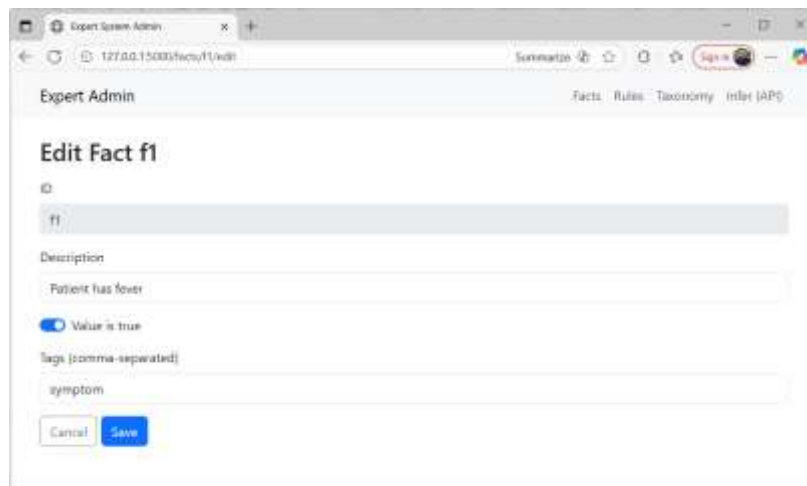 Expert System Admin
127.0.0.1:5000/facts/f1/edit
Summarize
Sign in
Expert Admin
Facts Rules Taxonomy Infer (API)
Edit Fact f1
ID
f1
Description
Patient has fever
Value is true
Tags (comma-separated)
symptom
Cancel Save